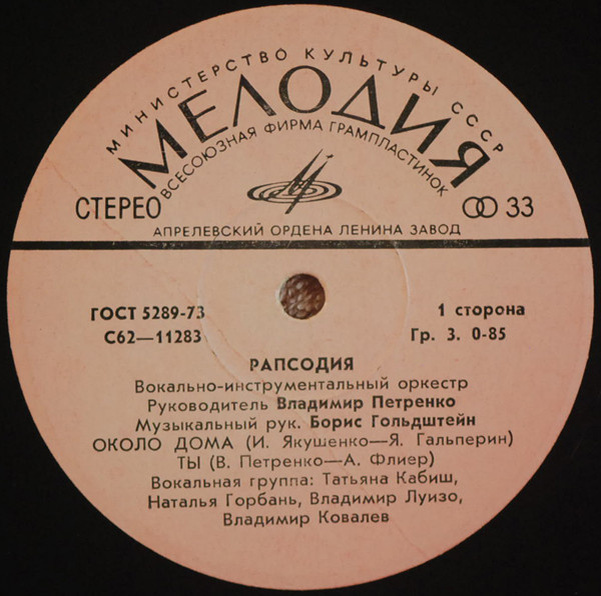 МИНИСТЕРСТВО КУЛЬТУРЫ СССР
МЕЛОДИЯ
ВСЕСОЮЗНАЯ ФИРМА ГРАМПЛАСТИНОК
СТЕРЕО
33
АПРЕЛЕВСКИЙ ОРДЕНА ЛЕНИНА ЗАВОД
ГОСТ 5289-73
1 сторона
С62—11283
Гр. 3. 0-85
РАПСОДИЯ
Вокально-инструментальный оркестр
Руководитель Владимир Петренко
Музыкальный рук. Борис Гольдштейн
ОКОЛО ДОМА (И. Якушенко—Я. Гальперин)
ТЫ (В. Петренко—А. Флиер)
Вокальная группа: Татьяна Кабиш,
Наталья Горбань, Владимир Луизо,
Владимир Ковалев